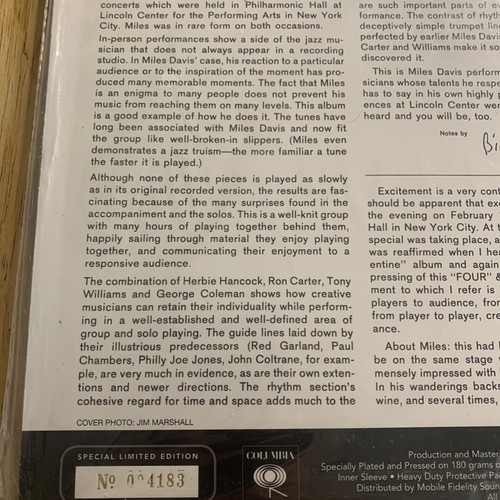 concerts which were held in Philharmonic Hall at
Lincoln Center for the Performing Arts in New York
City. Miles was in rare form on both occasions.
In-person performances show a side of the jazz mu-
sician that does not always appear in a recording
studio. In Miles Davis' case, his reaction to a particular
audience or to the inspiration of the moment has pro-
duced many memorable moments. The fact that Miles
is an enigma to many people does not prevent his
music from reaching them on many levels. This album
is a good example of how he does it. The tunes have
long been associated with Miles Davis and now fit
the group like well-broken-in slippers. (Miles even
demonstrates a jazz truism—the more familiar a tune
the faster it is played.)
Although none of these pieces is played as slowly
as in its original recorded version, the results are fas-
cinating because of the many surprises found in the
accompaniment and the solos. This is a well-knit group
with many hours of playing together behind them,
happily sailing through material they enjoy playing
together, and communicating their enjoyment to a
responsive audience.
The combination of Herbie Hancock, Ron Carter, Tony
Williams and George Coleman shows how creative
musicians can retain their individuality while perform-
ing in a well-established and well-defined area of
group and solo playing. The guide lines laid down by
their illustrious predecessors (Red Garland, Paul
Chambers, Philly Joe Jones, John Coltrane, for exam-
ple, are very much in evidence, as are their own exten-
tions and newer directions. The rhythm section's
cohesive regard for time and space adds much to the
COVER PHOTO: JIM MARSHALL
are such important parts of
formance. The contrast of rhyth
deceptively simple trumpet line
perfected by earlier Miles Davi
Carter and Williams make it so
discovered it.
This is Miles Davis perform
sicians whose talents he respe
has to say in his own highly p
ences at Lincoln Center were
heard and you will be, too.
Notes by
Excitement is a very cont
should be apparent that exc
the evening on February
Hall in New York City. At t
special was taking place, a
was reaffirmed when I hea
entine" album and again
pressing of this "FOUR" &
ment to which I refer is
players to audience, from
from player to player, cre
ance.
About Miles: this had
be on the same stage
mensely impressed with
In his wanderings backs
wine, and several times,
SPECIAL LIMITED EDITION
Nº 004183
COLUMBIA
Production and Master
Specially Plated and Pressed on 180 grams o
Inner Sleeve • Heavy Duty Protective Pa
Distributed by Mobile Fidelity Soun
All